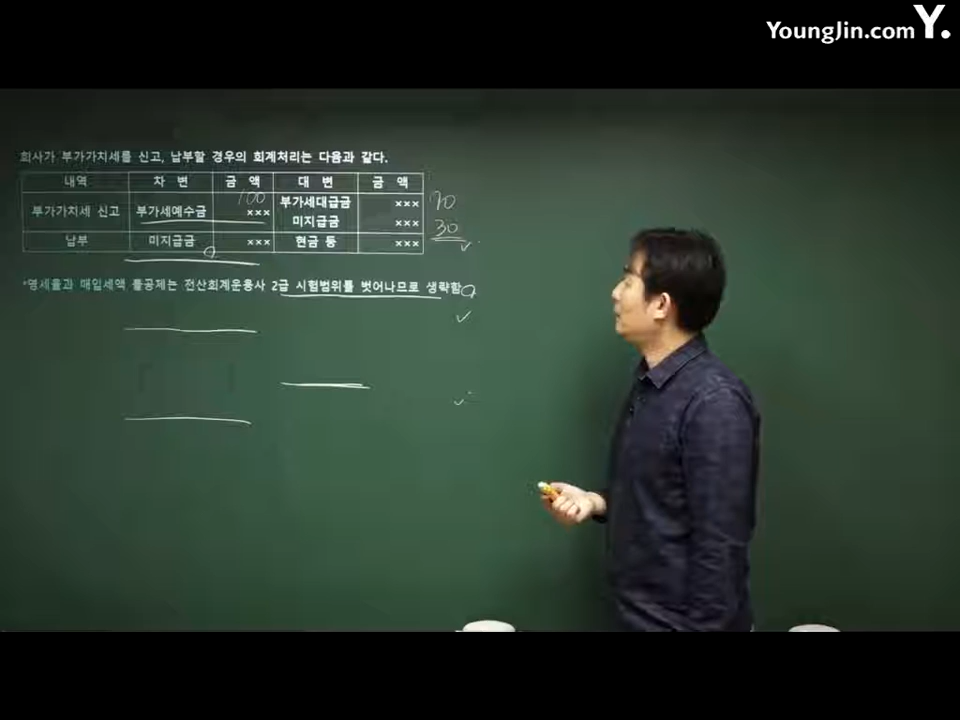 YoungJin.com Y.
회사가 부가가치세를 신고, 납부할 경우의 회계처리는 다음과 같다.
내역 차 변 금 액 대 변 금 액
부가가치세 신고 부가세예수금 100 ××× 부가세대급금 ××× 70
미지급금 ××× 30
납부 미지급금 ××× 현금 등 ×××
*영세율과 매입세액 불공제는 전산회계운용사 2급 시험범위를 벗어나므로 생략함